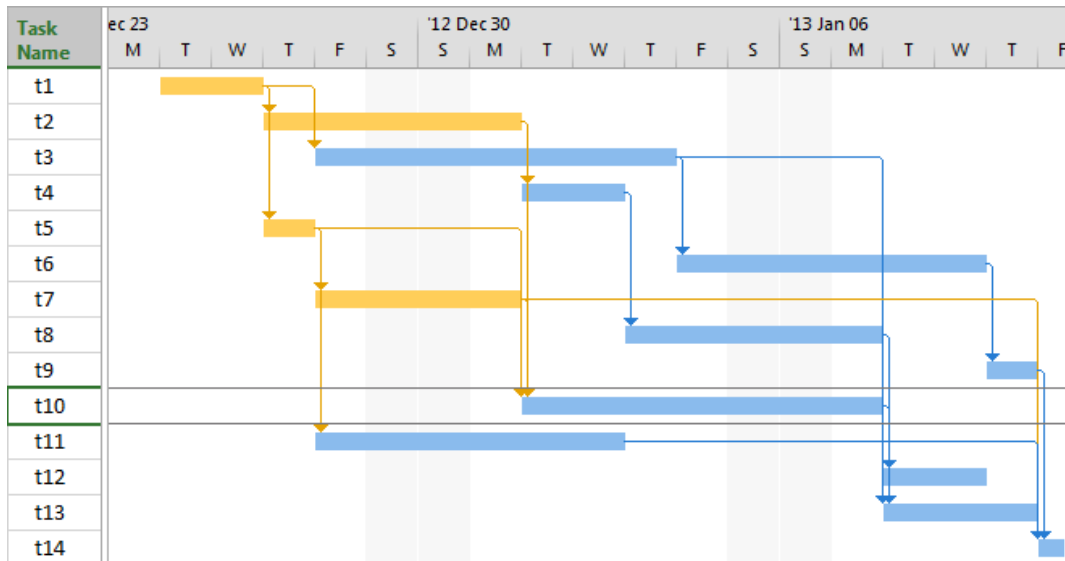 Task Name
ec 23 '12 Dec 30 '13 Jan 06
M T W T F S S M T W T F S S M T W T F
t1
t2
t3
t4
t5
t6
t7
t8
t9
t10
t11
t12
t13
t14